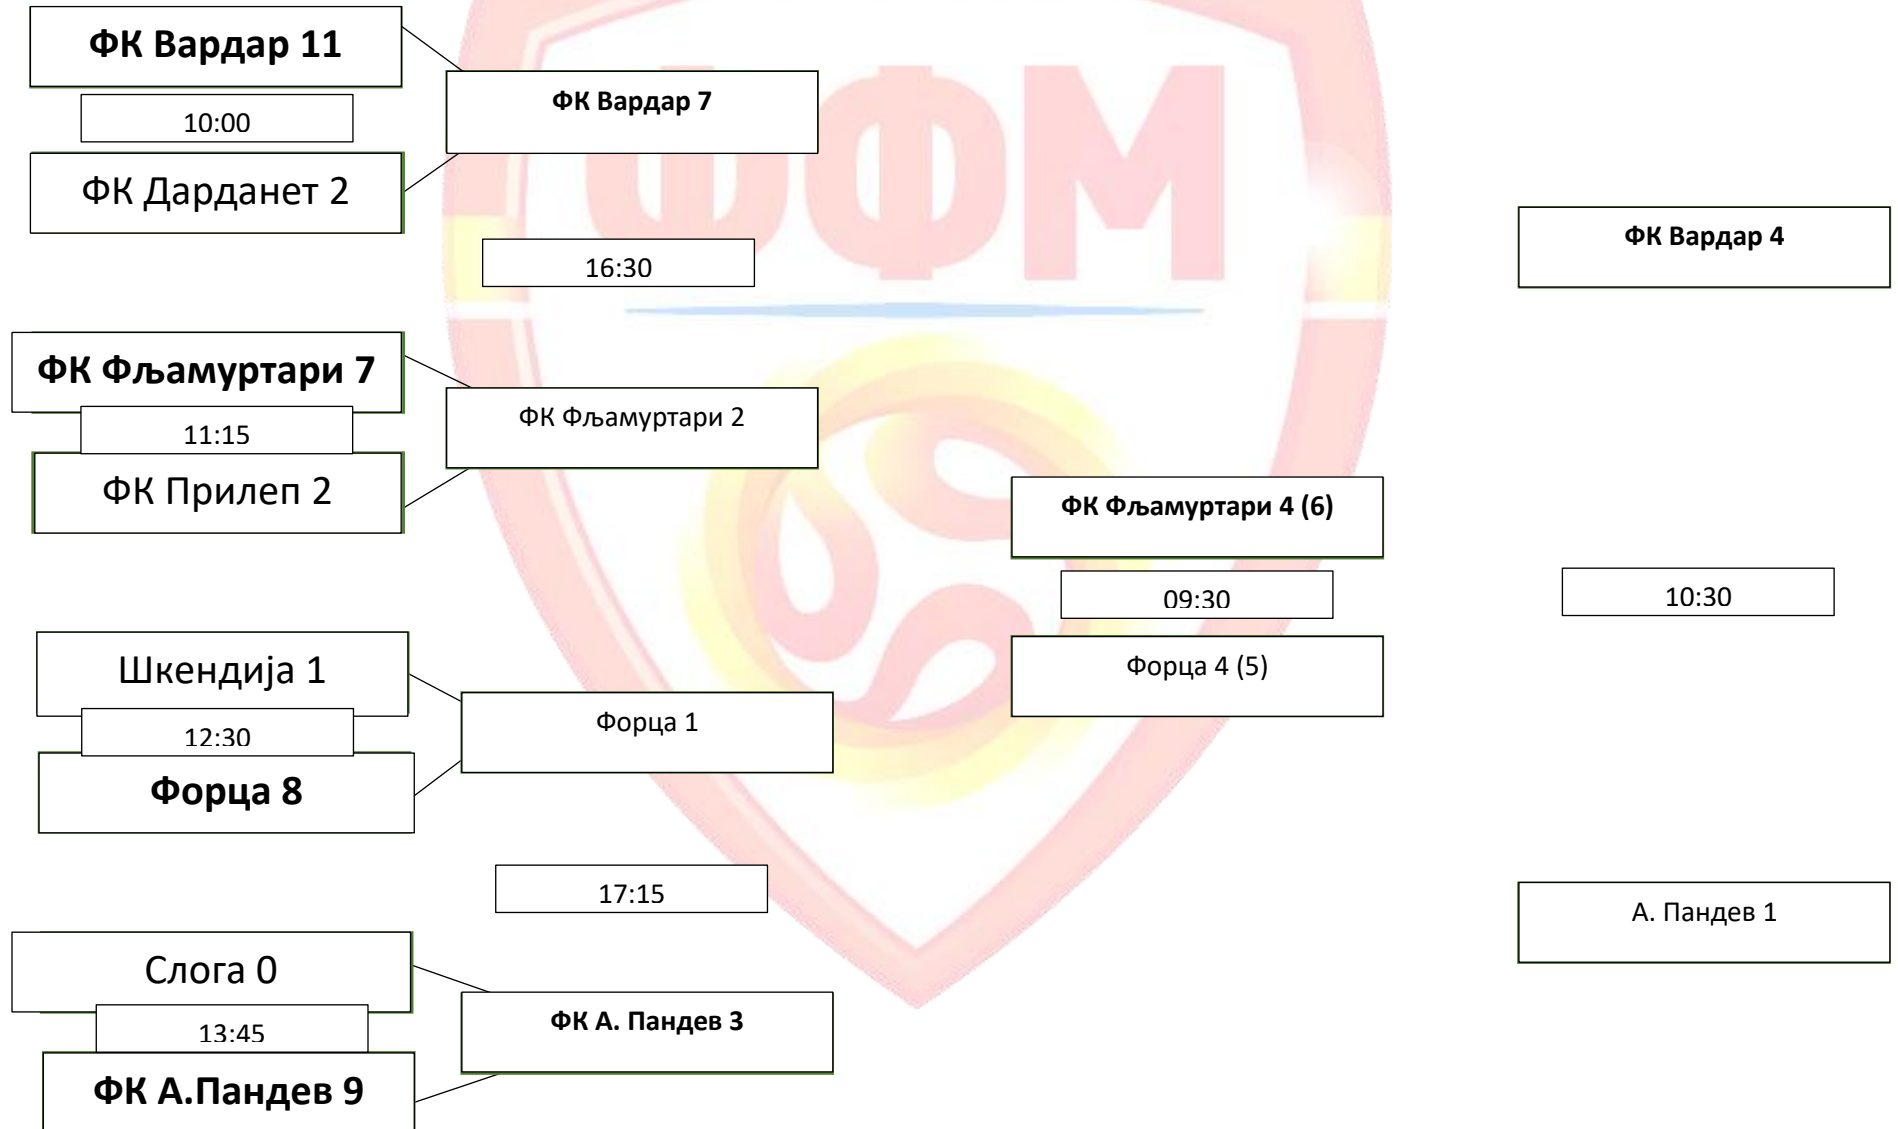 ФК Вардар 11
10:00
ФК Дарданет 2
ФК Фљамуртари 7
11:15
ФК Прилеп 2
Шкендија 1
12:30
Форца 8
Слога 0
13:45
ФК А.Пандев 9
ФК Вардар 7
16:30
ФК Фљамуртари 2
Форца 1
17:15
ФК А. Пандев 3
ФФМ
ФК Фљамуртари 4 (6)
09:30
Форца 4 (5)
ФК Вардар 4
10:30
А. Пандев 1